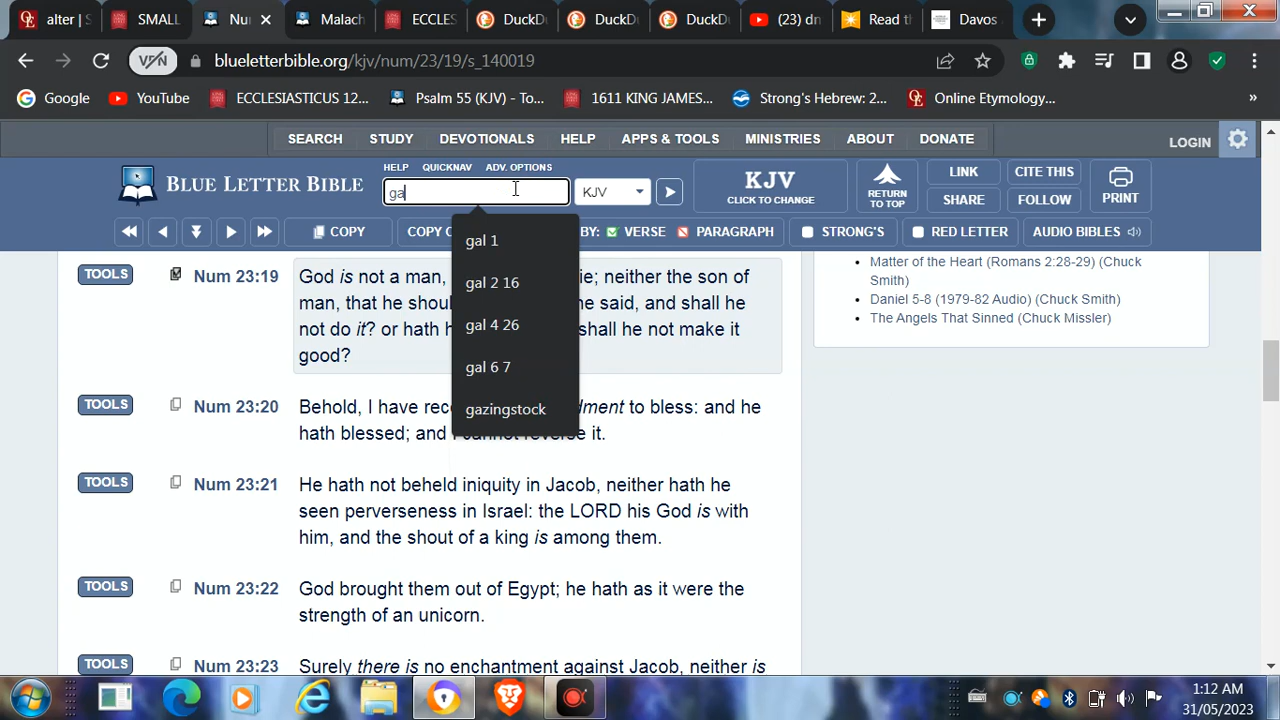 alter | S
SMALL
Nu
Malach
ECCLES
DuckD
DuckDu
DuckD
(23) d l
Read th
Davos
VPN
blueletterbible.org/kjv/num/23/19/s_140019
Google
YouTube
ECCLESIASTICUS 12...
Psalm 55 (KJV) - To...
1611 KING JAMES...
Strong's Hebrew: 2...
Online Etymology...
»
SEARCH STUDY DEVOTIONALS HELP APPS & TOOLS MINISTRIES ABOUT DONATE
LOGIN
BLUE LETTER BIBLE
HELP QUICKNAV ADV. OPTIONS
ga
KJV
KJV
CLICK TO CHANGE
RETURN
TO TOP
LINK
CITE THIS
SHARE
FOLLOW
PRINT
COPY
COPY
BY: VERSE PARAGRAPH
STRONG'S
RED LETTER
AUDIO BIBLES
gal 1
gal 2 16
gal 4 26
gal 6 7
gazingstock
TOOLS Num 23:19 God is not a man, ie; neither the son of
man, that he shou he said, and shall he
not do it? or hath h shall he not make it
good?
TOOLS Num 23:20 Behold, I have rec dment to bless: and he
hath blessed; and I cannot reverse it.
TOOLS Num 23:21 He hath not beheld iniquity in Jacob, neither hath he
seen perverseness in Israel: the LORD his God is with
him, and the shout of a king is among them.
TOOLS Num 23:22 God brought them out of Egypt; he hath as it were the
strength of an unicorn.
TOOLS Num 23:23 Surely there is no enchantment against Jacob, neither is
Matter of the Heart (Romans 2:28-29) (Chuck
Smith)
Daniel 5-8 (1979-82 Audio) (Chuck Smith)
The Angels That Sinned (Chuck Missler)
1:12 AM
31/05/2023